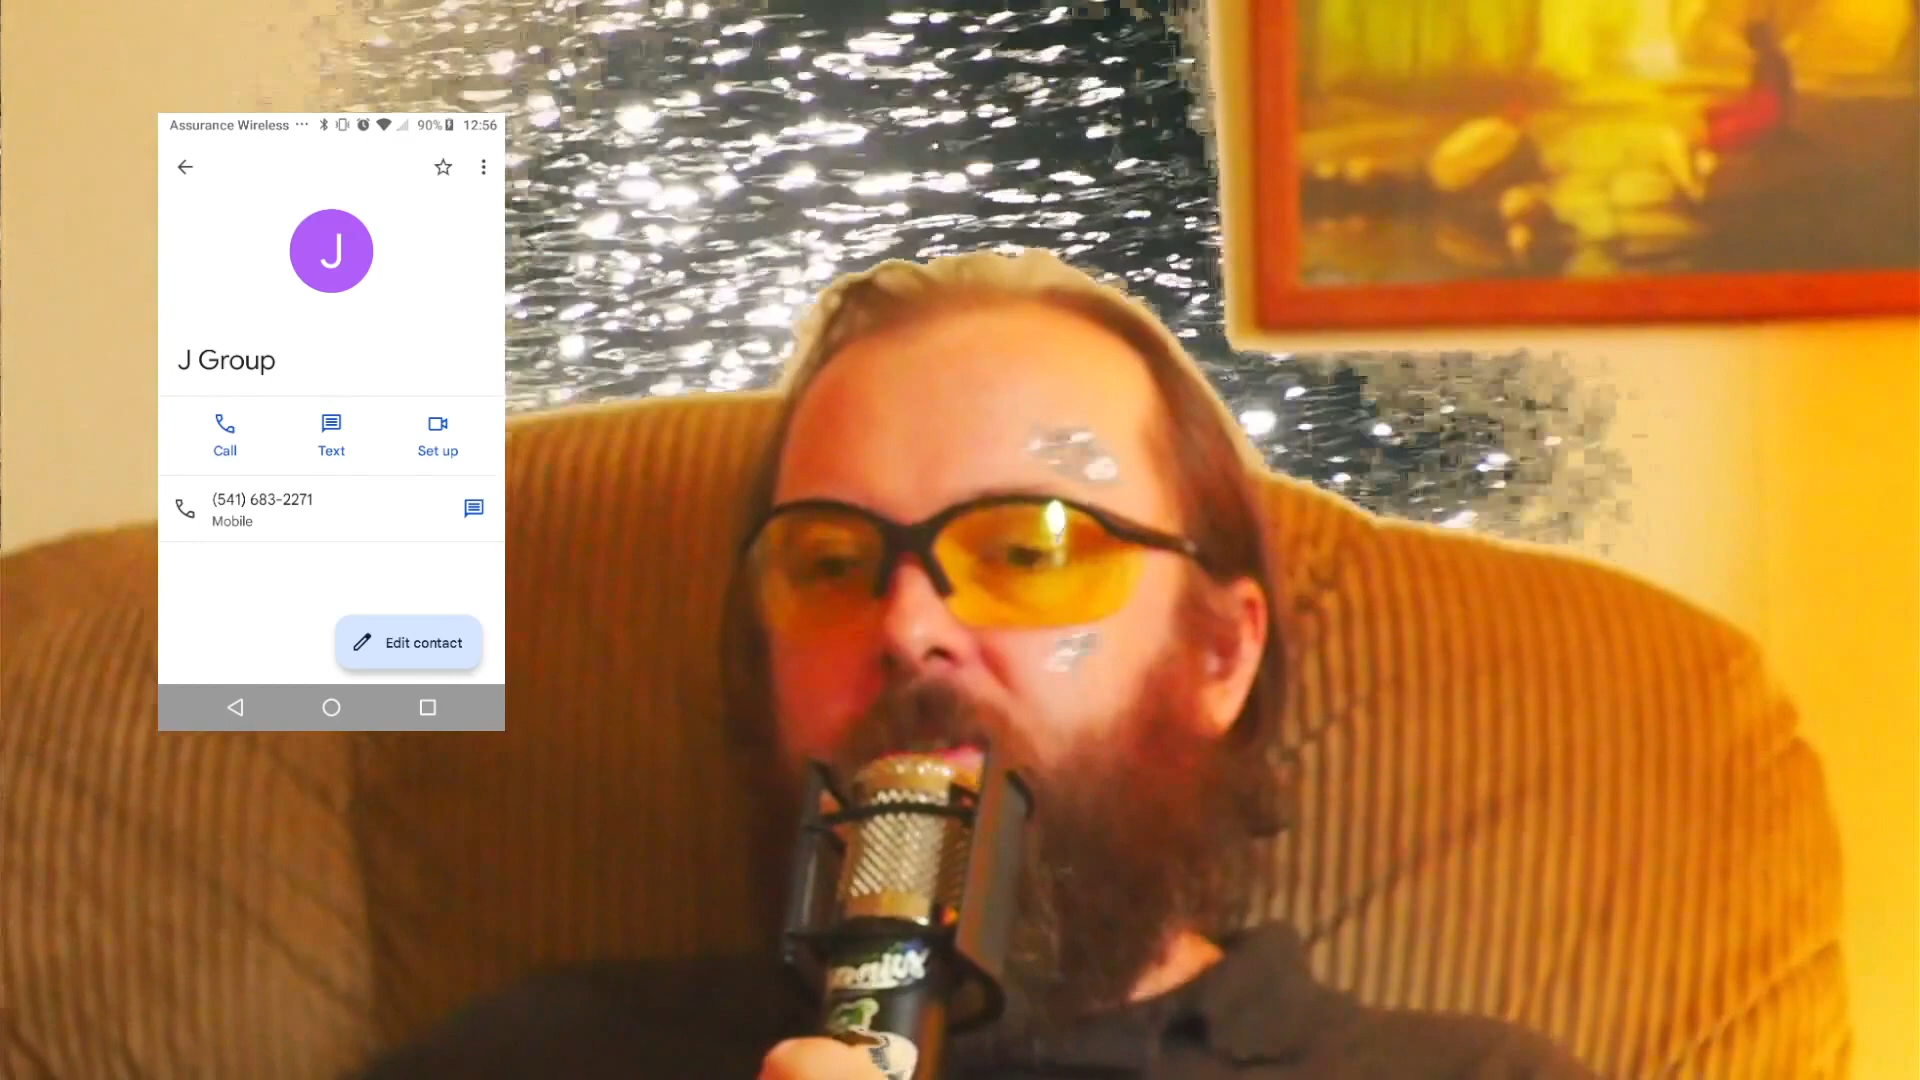 Assurance Wireless ... 90% 12:56
J
J Group
Call Text Set up
(541) 683-2271
Mobile
Edit contact